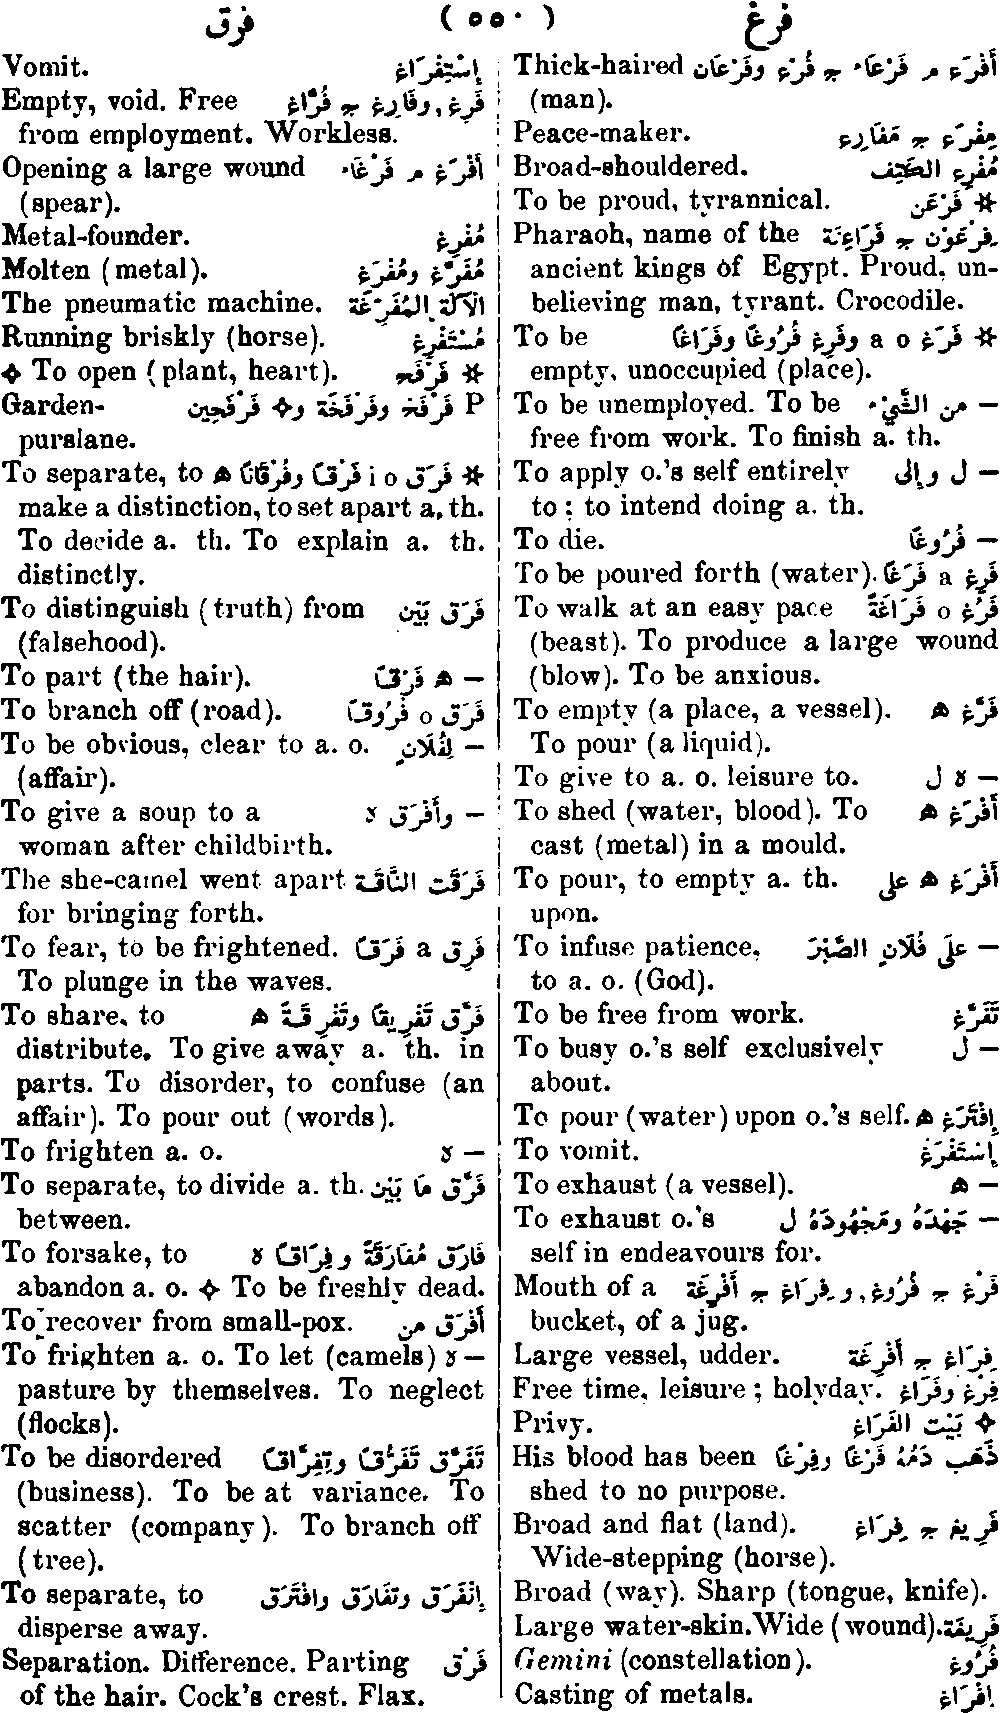 فرغ ( ٥٥٠ ) فرق
Thick-haired أَفْرَع م فَرْعَاء ج فُرْع وفُرْعَان
(man).
Peace-maker. مِفْرَع ج مَفَارِع
Broad-shouldered. مُفْرِع الكَتِف
To be proud, tyrannical. * فَرْعَن
Pharaoh, name of the فِرْعَوْن ج فَرَاعِنَة
ancient kings of Egypt. Proud, un-
believing man, tyrant. Crocodile.
To be * فَرَغ a o وفَرِغ فُرُوغًا وفَرَاغًا
empty, unoccupied (place).
To be unemployed. To be — من الشَّيْء
free from work. To finish a. th.
To apply o.'s self entirely — ل وإلى
to ; to intend doing a. th.
To die. — فُرُوغًا
To be poured forth (water). فَرِغ a فَرَغًا
To walk at an easy pace فَرُغ o فَرَاغَةً
(beast). To produce a large wound
(blow). To be anxious.
To empty (a place, a vessel). فَرَّغ ه
To pour (a liquid).
To give to a. o. leisure to. — ه ل
To shed (water, blood). To أَفْرَغ ه
cast (metal) in a mould.
To pour, to empty a. th. أَفْرَغ ه على
upon.
To infuse patience, — علَى فُلَانٍ الصَّبْرَ
to a. o. (God).
To be free from work. تَفَرَّغ
To busy o.'s self exclusively — ل
about.
To pour (water) upon o.'s self. إِفْتَرَغ ه
To vomit. إِسْتَفْرَغ
To exhaust (a vessel). — ه
To exhaust o.'s — جَهْدَهُ ومَجْهُودَهُ ل
self in endeavours for.
Mouth of a فَرْغ ج فُرُوغ, وفِرَاغ ج أَفْرِغَة
bucket, of a jug.
Large vessel, udder. فِرَاغ ج أَفْرِغَة
Free time, leisure ; holyday. فِرْغ وفَرَاغ
Privy. ✧ بَيْت الفَرَاغ
His blood has been ذَهَب دَمُهُ فَرْغًا وفِرْغًا
shed to no purpose.
Broad and flat (land). فَرِيغ ج فِرَاغ
Wide-stepping (horse).
Broad (way). Sharp (tongue, knife).
Large water-skin. Wide (wound). فَرِيغَة
Gemini (constellation). فُرُوغ
Casting of metals. إِفْرَاغ
Vomit. إِسْتِفْرَاغ
Empty, void. Free فَرِغ, وفَارِغ ج فُرَّاغ
from employment. Workless.
Opening a large wound أَفْرَغ م فَرْغَاء
(spear).
Metal-founder. مُفْرِغ
Molten (metal). مُفْرَّغ ومُفْرَغ
The pneumatic machine. الآلَة المُفَرِّغَة
Running briskly (horse). مُسْتَفْرِغ
✧ To open (plant, heart). * فَرْفَح
Garden- P فَرْفَخ وفَرْفَخَة و✧ فَرْفَحِين
purslane.
To separate, to * فَرَق i o فَرْقًا وفُرْقَانًا ه
make a distinction, to set apart a. th.
To decide a. th. To explain a. th.
distinctly.
To distinguish (truth) from فَرَق بَيْن
(falsehood).
To part (the hair). — ه فَرْقًا
To branch off (road). فَرَق o فُرُوقًا
To be obvious, clear to a. o. — لِفُلَانٍ
(affair).
To give a soup to a — وأَفْرَق ه
woman after childbirth.
The she-camel went apart فَرَقَت النَّاقَة
for bringing forth.
To fear, to be frightened. فَرِق a فَرَقًا
To plunge in the waves.
To share, to فَرَّق تَفْرِيقًا وتَفْرِقَةً ه
distribute. To give away a. th. in
parts. To disorder, to confuse (an
affair). To pour out (words).
To frighten a. o. — ه
To separate, to divide a. th. فَرَّق مَا بَيْن
between.
To forsake, to فَارَق مُفَارَقَةً وفِرَاقًا ه
abandon a. o. ✧ To be freshly dead.
To recover from small-pox. أَفْرَق من
To frighten a. o. To let (camels) — ه
pasture by themselves. To neglect
(flocks).
To be disordered تَفَرَّق تَفَرُّقًا وتِفِرَّاقًا
(business). To be at variance. To
scatter (company). To branch off
(tree).
To separate, to إِنْفَرَق وتَفَارَق وافْتَرَق
disperse away.
Separation. Difference. Parting فَرْق
of the hair. Cock's crest. Flax.